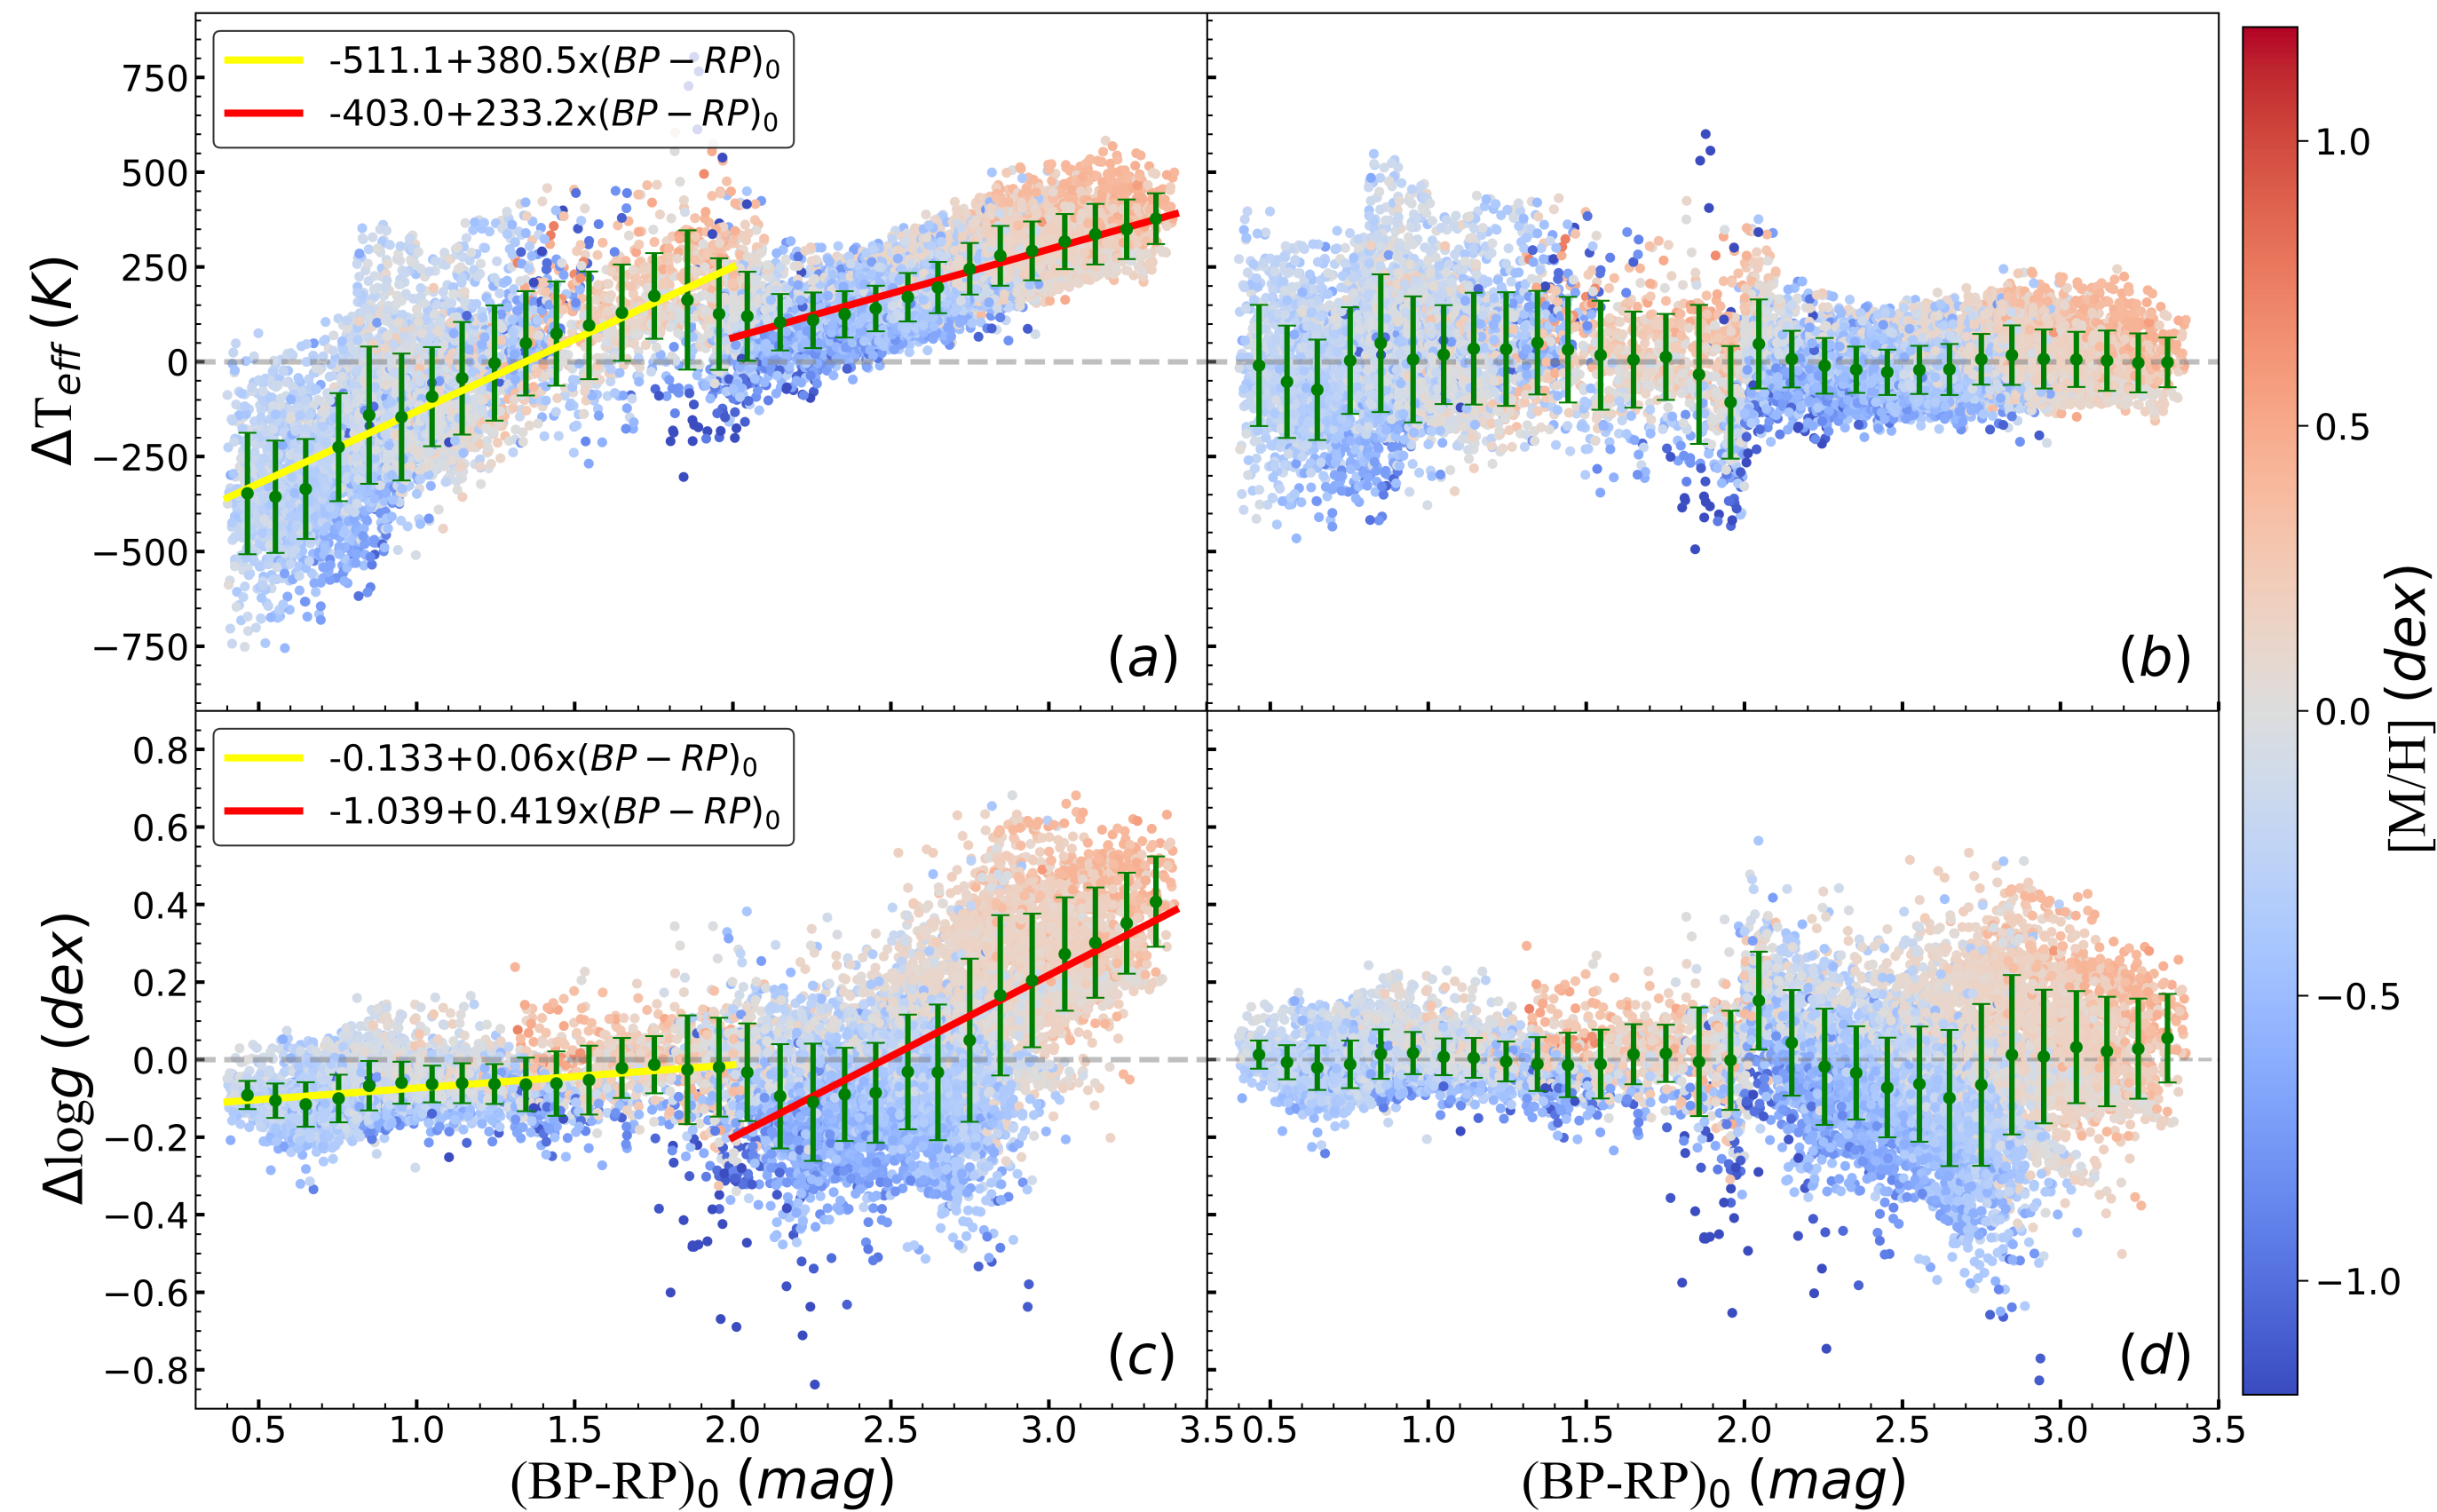 -511.1+380.5x(BP − RP)₀
-403.0+233.2x(BP − RP)₀
750
500
250
0
−250
−500
−750
ΔT_eff (K)
(a)
(b)
-0.133+0.06x(BP − RP)₀
-1.039+0.419x(BP − RP)₀
0.8
0.6
0.4
0.2
0.0
−0.2
−0.4
−0.6
−0.8
Δlogg (dex)
(c)
(d)
0.5 1.0 1.5 2.0 2.5 3.0 3.5 0.5 1.0 1.5 2.0 2.5 3.0 3.5
(BP-RP)₀ (mag) (BP-RP)₀ (mag)
1.0
0.5
0.0
−0.5
−1.0
[M/H] (dex)